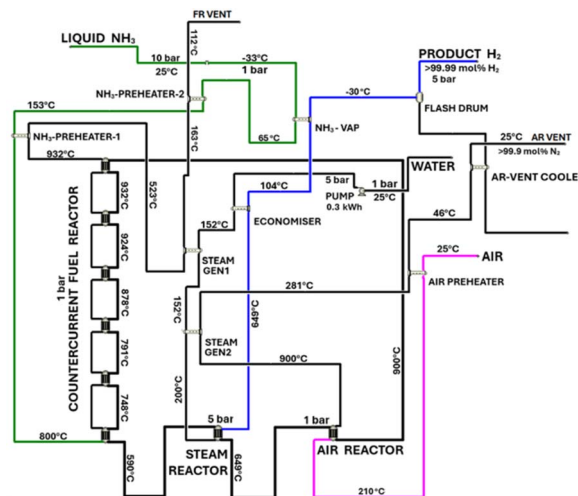 FR VENT
LIQUID NH₃
112°C
10 bar
25°C
-33°C
1 bar
PRODUCT H₂
>99.99 mol% H₂
5 bar
NH₃-PREHEATER-2
-30°C
FLASH DRUM
153°C
NH₃-PREHEATER-1
163°C
65°C
NH₃-VAP
25°C
AR VENT
>99.9 mol% N₂
932°C
WATER
AR-VENT COOLE
932°C
523°C
104°C
5 bar
PUMP
0.3 kWh
1 bar
25°C
152°C
ECONOMISER
46°C
924°C
STEAM
GEN1
25°C
AIR
COUNTERCURRENT FUEL REACTOR
1 bar
878°C
281°C
AIR PREHEATER
152°C
649°C
STEAM
GEN2
791°C
900°C
900°C
748°C
200°C
800°C
5 bar
1 bar
590°C
STEAM
REACTOR
649°C
AIR REACTOR
210°C